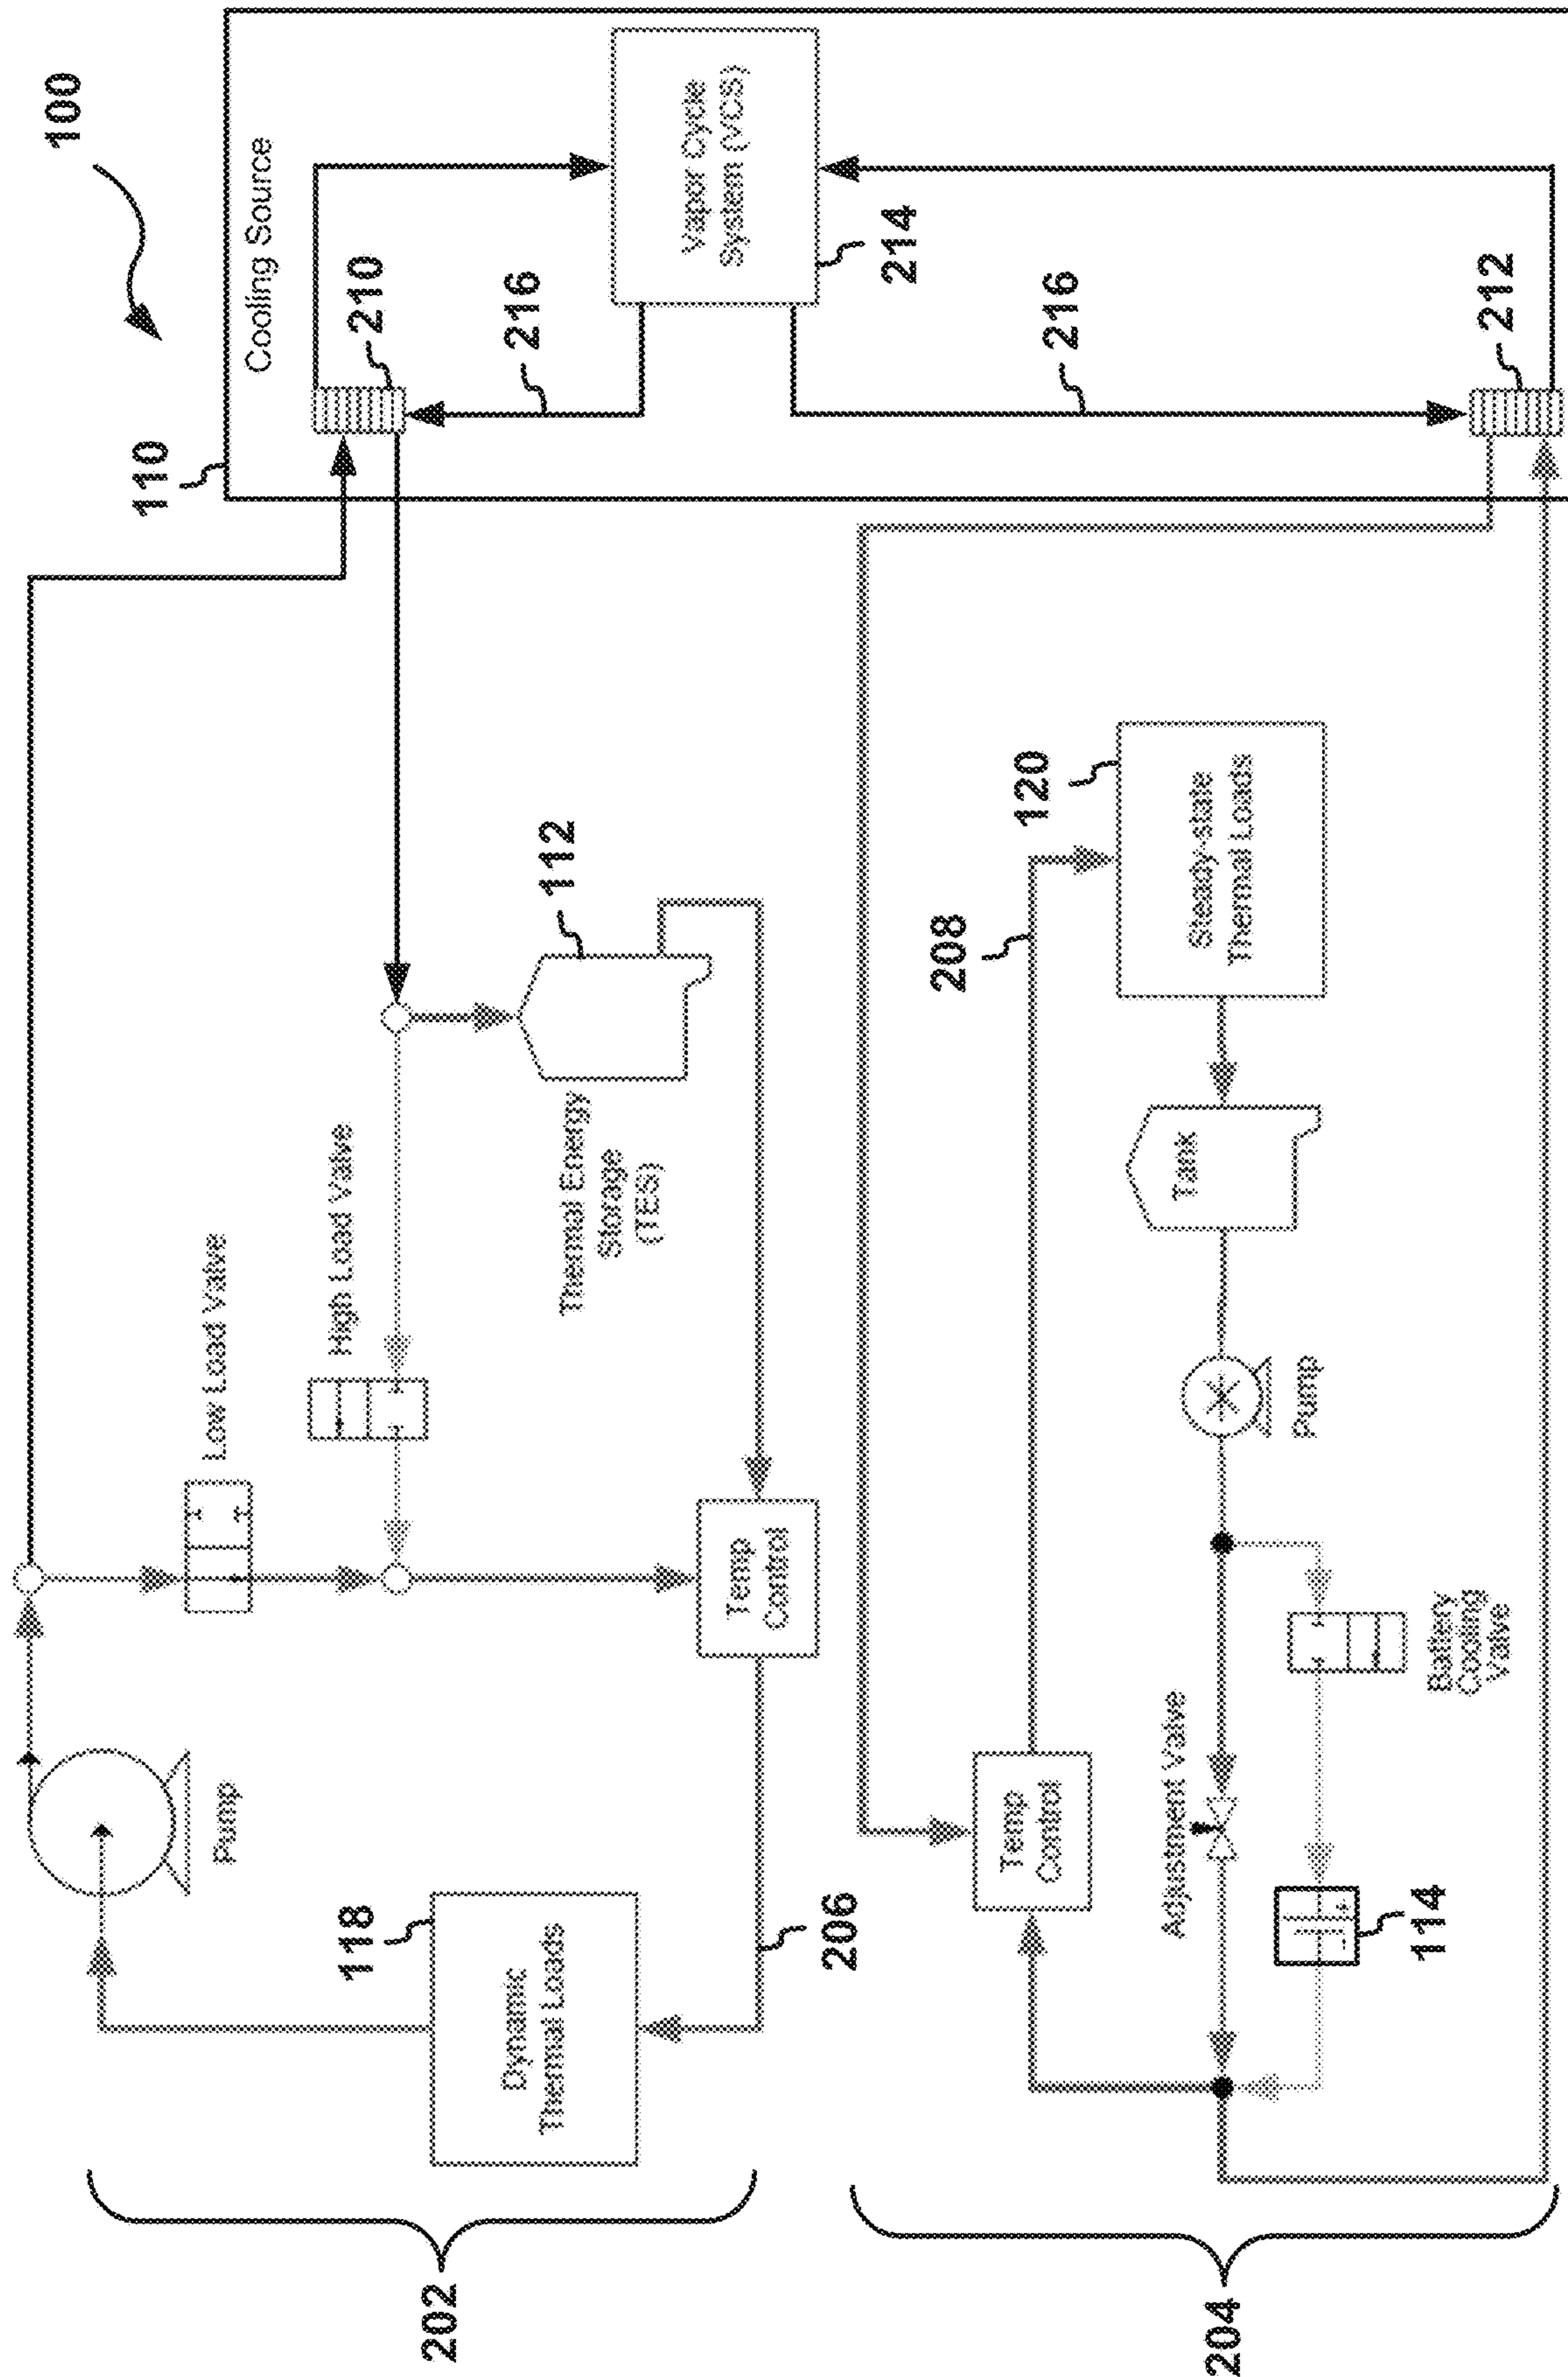 100
110
Cooling Source
210
216
Vapor Cycle
System (VCS)
214
216
212
Low Load Valve
High Load Valve
112
Thermal Energy
Storage
(TES)
Pump
Temp
Control
118
Dynamic
Thermal Loads
206
202
208
120
Steady-state
Thermal Loads
Tank
Pump
Temp
Control
Adjustment Valve
Battery
Cooling
Valve
114
- +
204